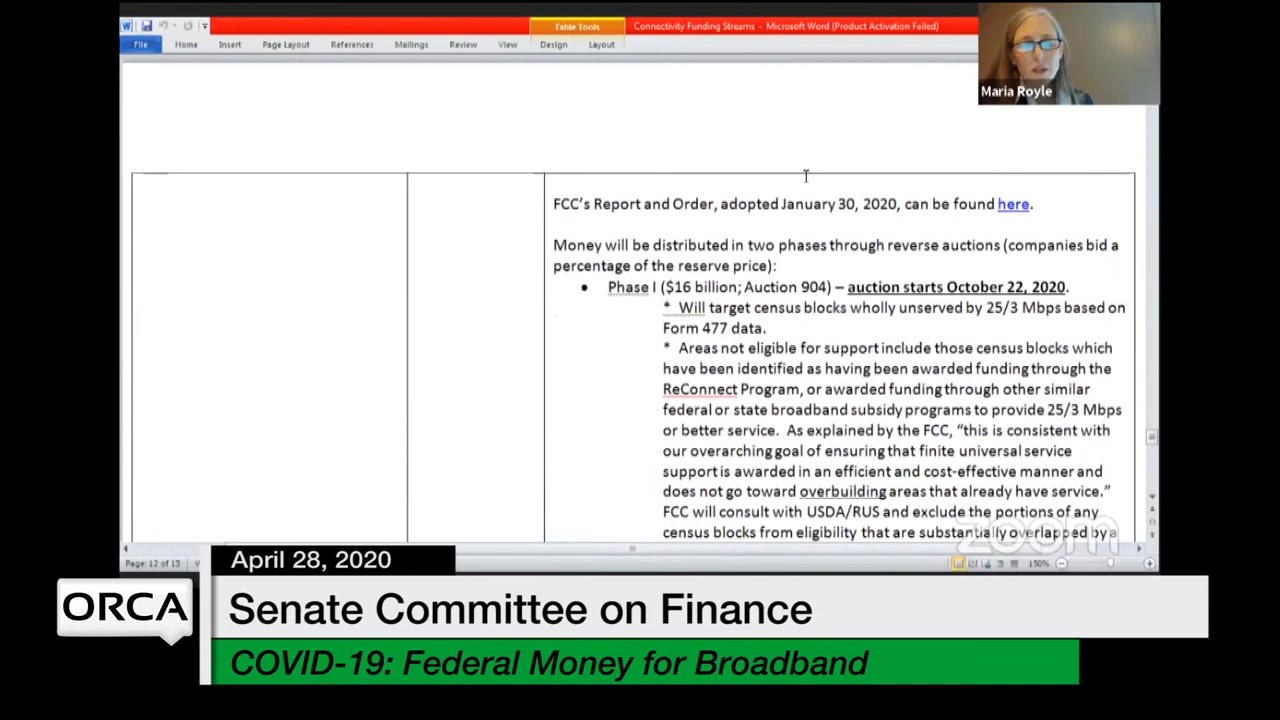 Table Tools
Connectivity Funding Streams - Microsoft Word (Product Activation Failed)
File Home Insert Page Layout References Mailings Review View Design Layout
Maria Royle
FCC’s Report and Order, adopted January 30, 2020, can be found here.
Money will be distributed in two phases through reverse auctions (companies bid a
percentage of the reserve price):
• Phase I ($16 billion; Auction 904) – auction starts October 22, 2020.
* Will target census blocks wholly unserved by 25/3 Mbps based on
Form 477 data.
* Areas not eligible for support include those census blocks which
have been identified as having been awarded funding through the
ReConnect Program, or awarded funding through other similar
federal or state broadband subsidy programs to provide 25/3 Mbps
or better service. As explained by the FCC, “this is consistent with
our overarching goal of ensuring that finite universal service
support is awarded in an efficient and cost-effective manner and
does not go toward overbuilding areas that already have service.”
FCC will consult with USDA/RUS and exclude the portions of any
census blocks from eligibility that are substantially overlapped by a
zoom
Page: 12 of 13
150%
April 28, 2020
ORCA
Senate Committee on Finance
COVID-19: Federal Money for Broadband